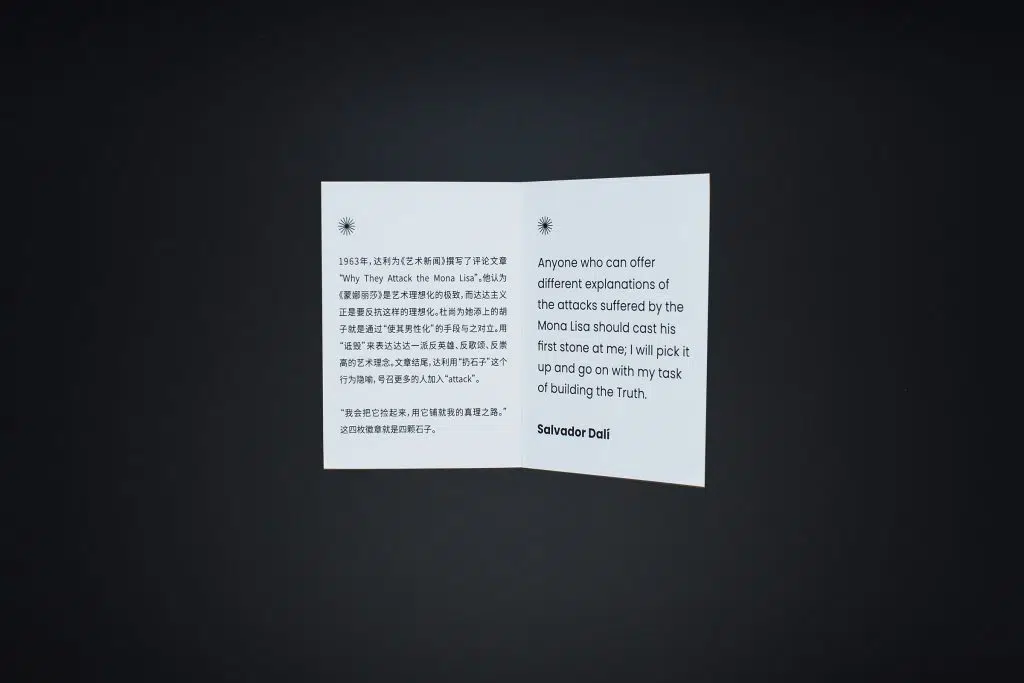 1963年，达利为《艺术新闻》撰写了评论文章
“Why They Attack the Mona Lisa”。他认为
《蒙娜丽莎》是艺术理想化的极致，而达达主义
正是要反抗这样的理想化。杜尚为她添上的胡
子就是通过“使其男性化”的手段与之对立。用
“诋毁”来表达达达一派反英雄、反歌颂、反崇
高的艺术理念。文章结尾，达利用“扔石子”这个
行为隐喻，号召更多的人加入“attack”。
“我会把它捡起来，用它铺就我的真理之路。”
这四枚徽章就是四颗石子。
Anyone who can offer
different explanations of
the attacks suffered by the
Mona Lisa should cast his
first stone at me; I will pick it
up and go on with my task
of building the Truth.
Salvador Dalí